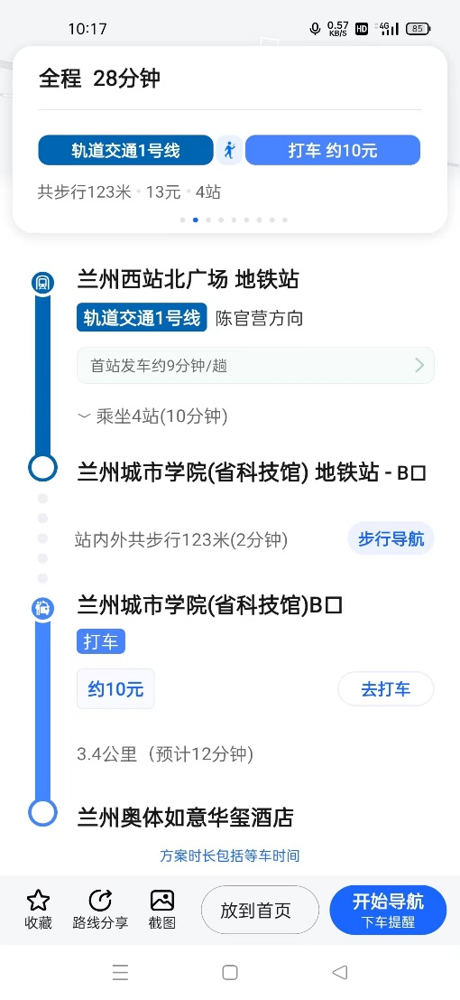 10:17
0.57
KB/S
HD
4G
85
全程 28分钟
轨道交通1号线
打车 约10元
共步行123米·13元·4站
兰州西站北广场 地铁站
轨道交通1号线 陈官营方向
首站发车约9分钟/趟
乘坐4站(10分钟)
兰州城市学院(省科技馆) 地铁站 - B口
站内外共步行123米(2分钟)
步行导航
兰州城市学院(省科技馆)B口
打车
约10元
去打车
3.4公里（预计12分钟)
兰州奥体如意华玺酒店
方案时长包括等车时间
收藏
路线分享
截图
放到首页
开始导航
下车提醒